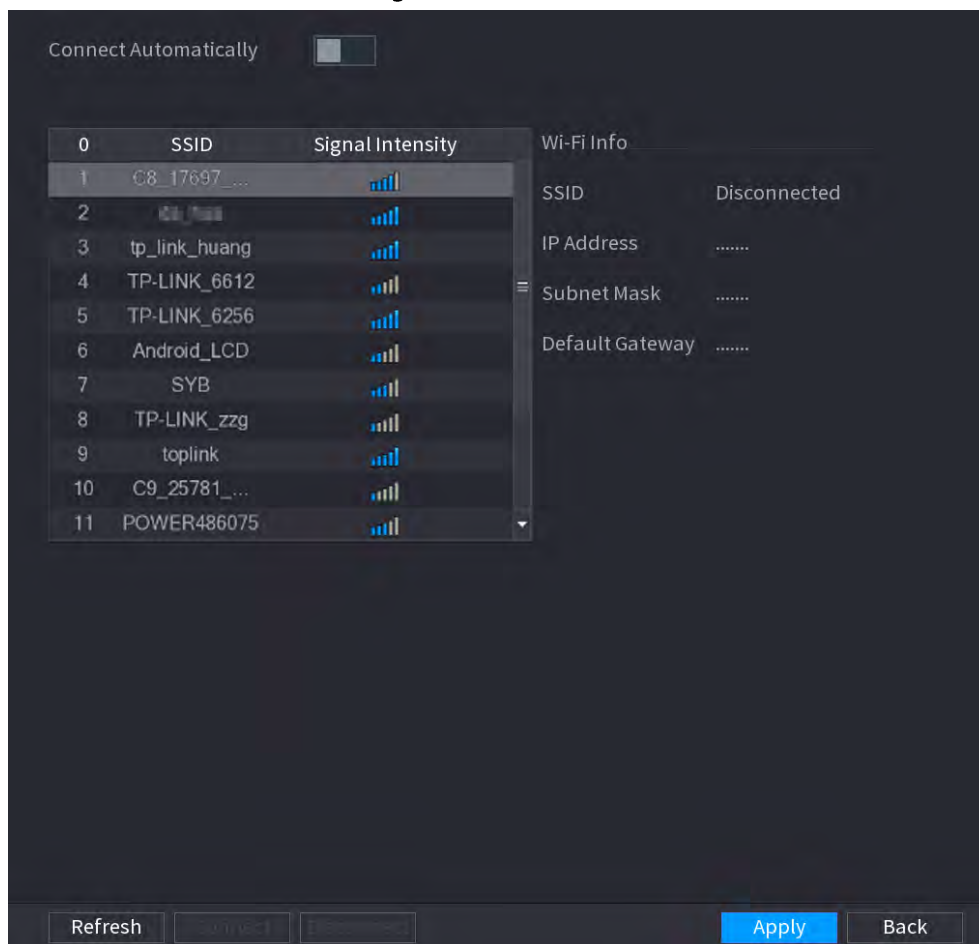 Connect Automatically
0 SSID Signal Intensity
1 C8_17697_...
2
3 tp_link_huang
4 TP-LINK_6612
5 TP-LINK_6256
6 Android_LCD
7 SYB
8 TP-LINK_zzg
9 toplink
10 C9_25781_...
11 POWER486075
Wi-Fi Info
SSID Disconnected
IP Address .......
Subnet Mask .......
Default Gateway .......
Refresh Connect Disconnect Apply Back